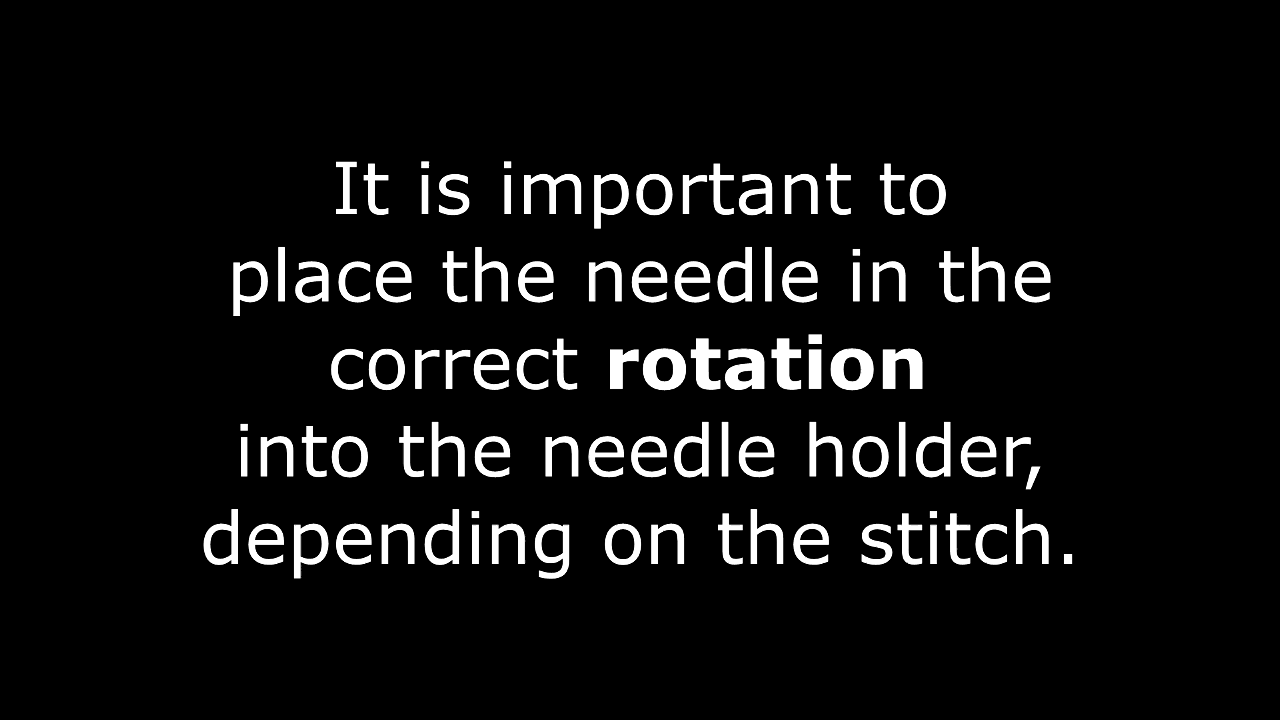 It is important to
place the needle in the
correct rotation
into the needle holder,
depending on the stitch.